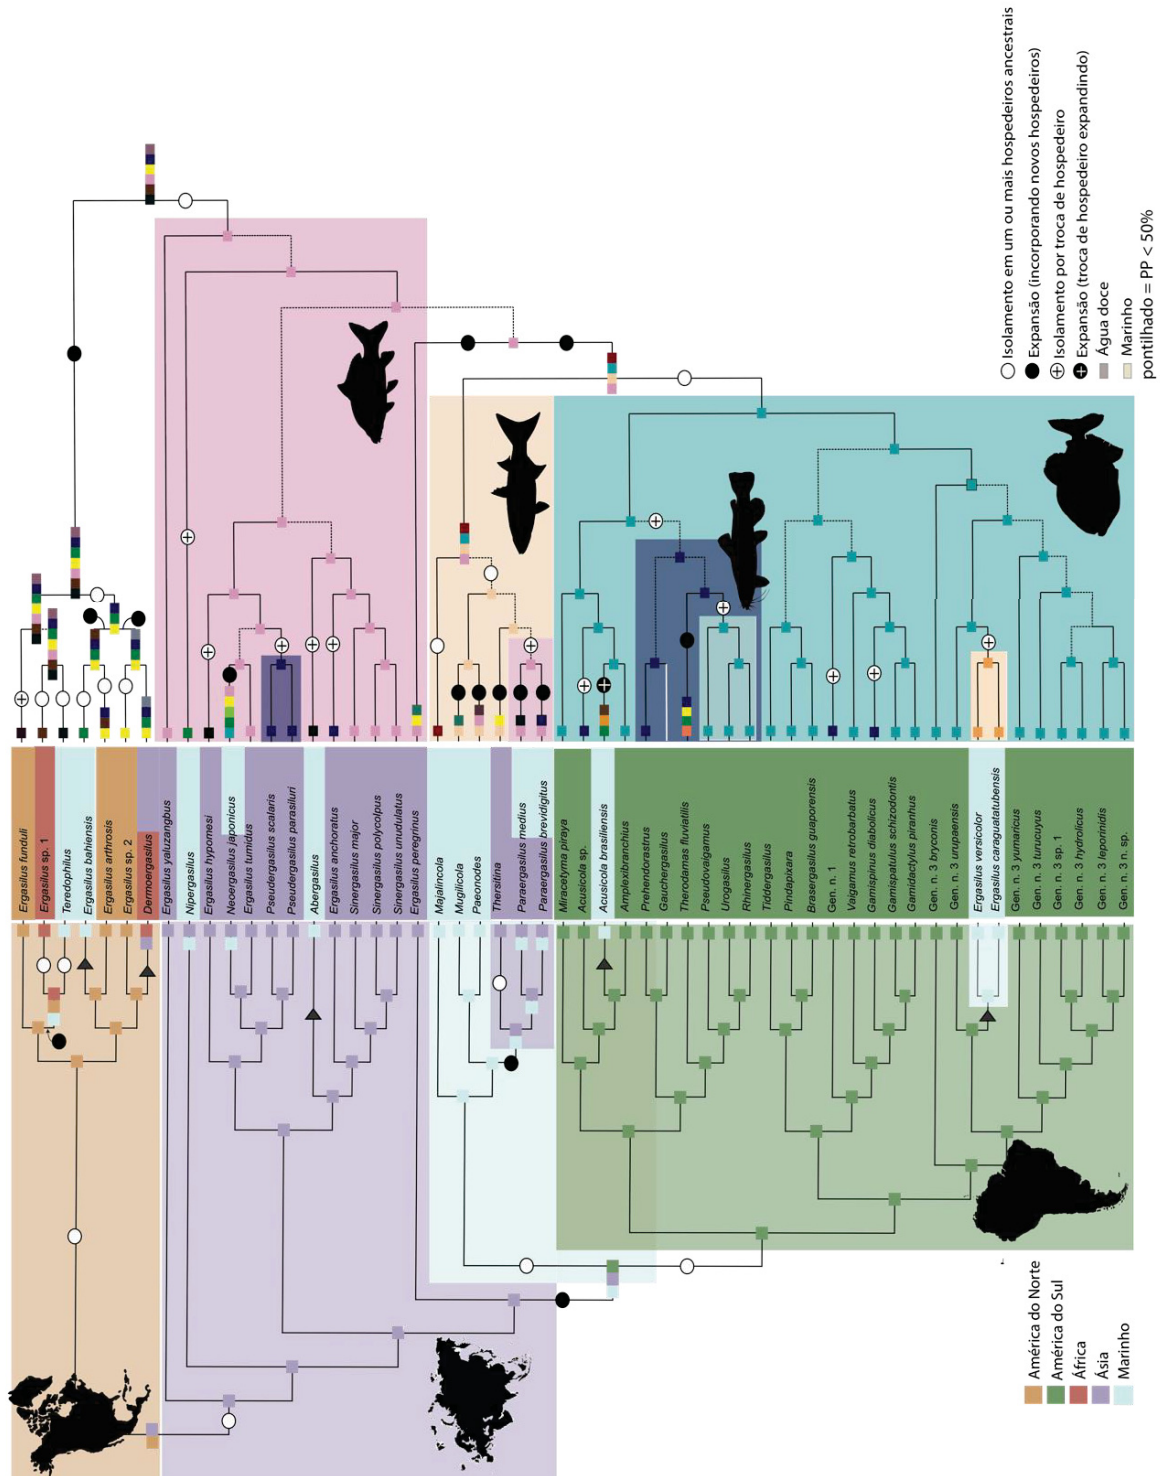 Isolamento em um ou mais hospedeiros ancestrais
Expansão (incorporando novos hospedeiros)
Isolamento por troca de hospedeiro
Expansão (troca de hospedeiro expandindo)
Água doce
Marinho
pontilhado = PP < 50%
Ergasilus funduli
Ergasilus sp. 1
Teredophilus
Ergasilus bahiensis
Ergasilus arthrosis
Ergasilus sp. 2
Dermoergasilus
Ergasilus yaluzangbus
Nipergasilus
Ergasilus hypomesi
Neoergasilus japonicus
Ergasilus tumidus
Pseudergasilus scalaris
Pseudergasilus parasiluri
Abergasilus
Ergasilus anchoratus
Sinergasilus major
Sinergasilus polycolpus
Sinergasilus undulatus
Ergasilus peregrinus
Majalincola
Mugilicola
Paeonodes
Thersitina
Paraergasilus medius
Paraergasilus brevidigitus
Miracetyma piraya
Acusicola sp.
Acusicola brasiliensis
Amplexibranchius
Prehendorastrus
Gauchergasilus
Therodamas fluviatilis
Pseudovaigamus
Urogasilus
Rhinergasilus
Tidergasilus
Pindapixara
Brasergasilus guaporensis
Gen. n. 1
Vaigamus retrobarbatus
Gamispinus diabolicus
Gamispatulus schizodontis
Gamidactylus piranhus
Gen. n. 3 bryconis
Gen. n. 3 urupaensis
Ergasilus versicolor
Ergasilus caraguatatubensis
Gen. n. 3 yumaricus
Gen. n. 3 turucuyus
Gen. n. 3 sp. 1
Gen. n. 3 hydrolicus
Gen. n. 3 leporinidis
Gen. n. 3 n. sp.
América do Norte
América do Sul
África
Ásia
Marinho